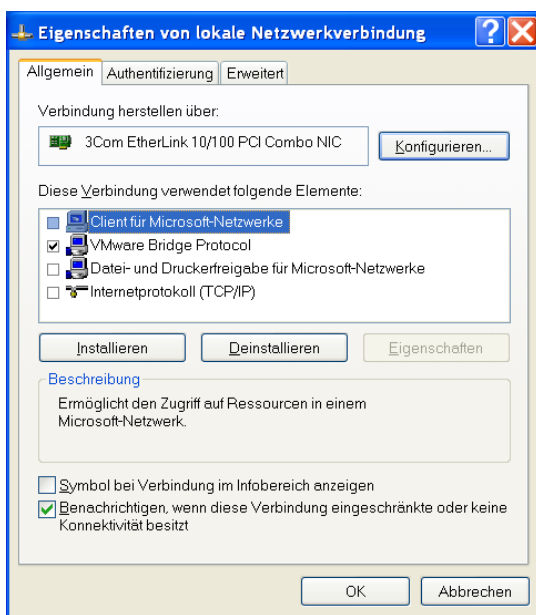 Eigenschaften von lokale Netzwerkverbindung
Allgemein Authentifizierung Erweitert
Verbindung herstellen über:
3Com EtherLink 10/100 PCI Combo NIC Konfigurieren...
Diese Verbindung verwendet folgende Elemente:
Client für Microsoft-Netzwerke
VMware Bridge Protocol
Datei- und Druckerfreigabe für Microsoft-Netzwerke
Internetprotokoll (TCP/IP)
Installieren Deinstallieren Eigenschaften
Beschreibung
Ermöglicht den Zugriff auf Ressourcen in einem
Microsoft-Netzwerk.
Symbol bei Verbindung im Infobereich anzeigen
Benachrichtigen, wenn diese Verbindung eingeschränkte oder keine
Konnektivität besitzt
OK Abbrechen